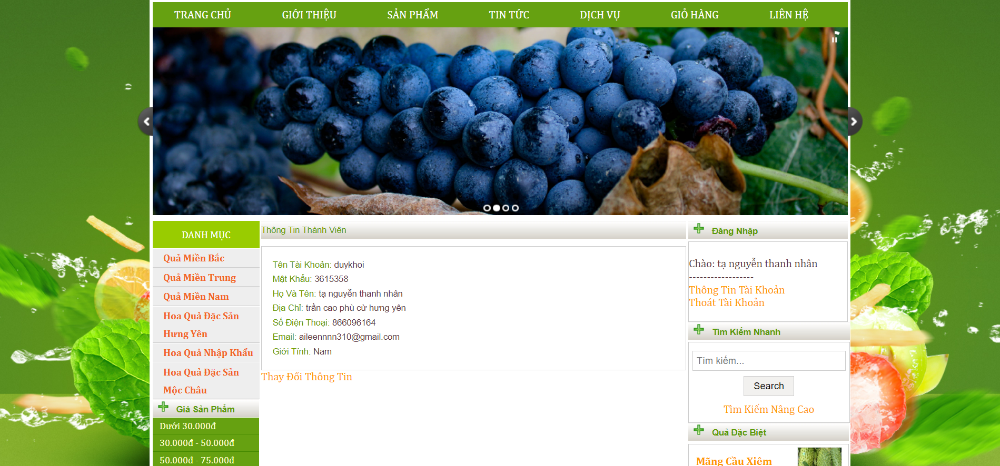 TRANG CHỦ GIỚI THIỆU SẢN PHẨM TIN TỨC DỊCH VỤ GIỎ HÀNG LIÊN HỆ
DANH MỤC
Quả Miền Bắc
Quả Miền Trung
Quả Miền Nam
Hoa Quả Đặc Sản
Hưng Yên
Hoa Quả Nhập Khẩu
Hoa Quả Đặc Sản
Mộc Châu
Giá Sản Phẩm
Dưới 30.000đ
30.000đ - 50.000đ
50.000đ - 75.000đ
Thông Tin Thành Viên
Tên Tài Khoản: duykhoi
Mật Khẩu: 3615358
Họ Và Tên: tạ nguyễn thanh nhân
Địa Chỉ: trần cao phù cừ hưng yên
Số Điện Thoại: 866096164
Email: aileennnn310@gmail.com
Giới Tính: Nam
Thay Đổi Thông Tin
Đăng Nhập
Chào: tạ nguyễn thanh nhân
------------------
Thông Tin Tài Khoản
Thoát Tài Khoản
Tìm Kiếm Nhanh
Tìm kiếm...
Search
Tìm Kiếm Nâng Cao
Quả Đặc Biệt
Mãng Cầu Xiêm